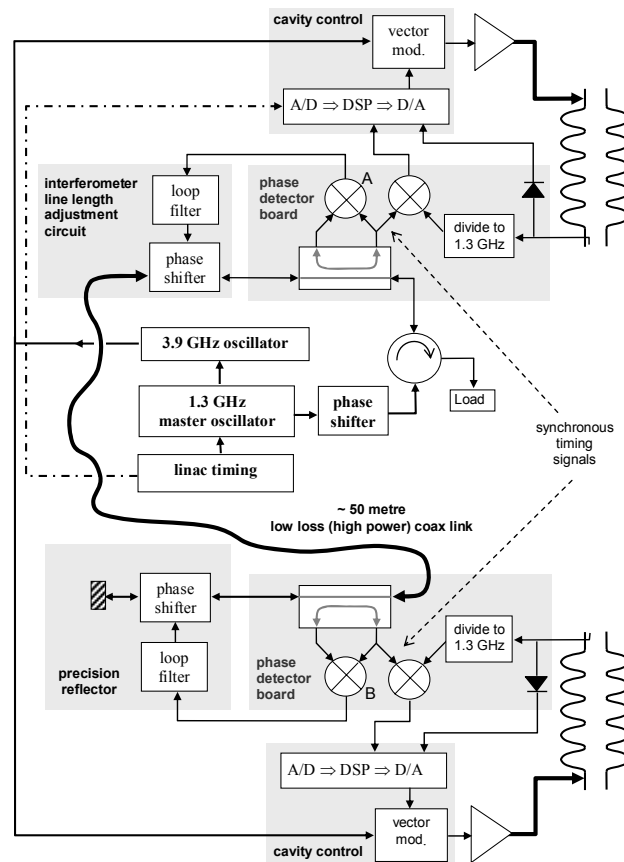 cavity control
vector
mod.
A/D ⇒ DSP ⇒ D/A
interferometer
line length
adjustment
circuit
loop
filter
phase
detector
board
A
divide to
1.3 GHz
phase
shifter
3.9 GHz oscillator
1.3 GHz
master oscillator
phase
shifter
Load
linac timing
synchronous
timing
signals
~ 50 metre
low loss (high power) coax link
phase
shifter
loop
filter
precision
reflector
phase
detector
board
B
divide to
1.3 GHz
A/D ⇒ DSP ⇒ D/A
vector
mod.
cavity control